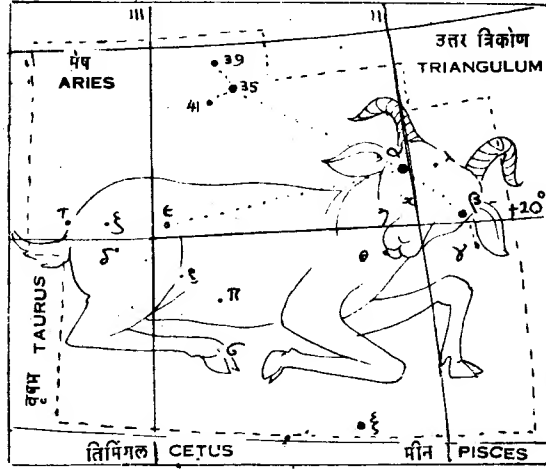 III
II
मेष
ARIES
39
35
41
उत्तर त्रिकोण
TRIANGULUM
α
λ
β
+20°
τ
ξ
ε
η
κ
δ
θ
γ
ς
π
σ
वृषभ TAURUS
ξ
तिमिंगल CETUS
मीन PISCES